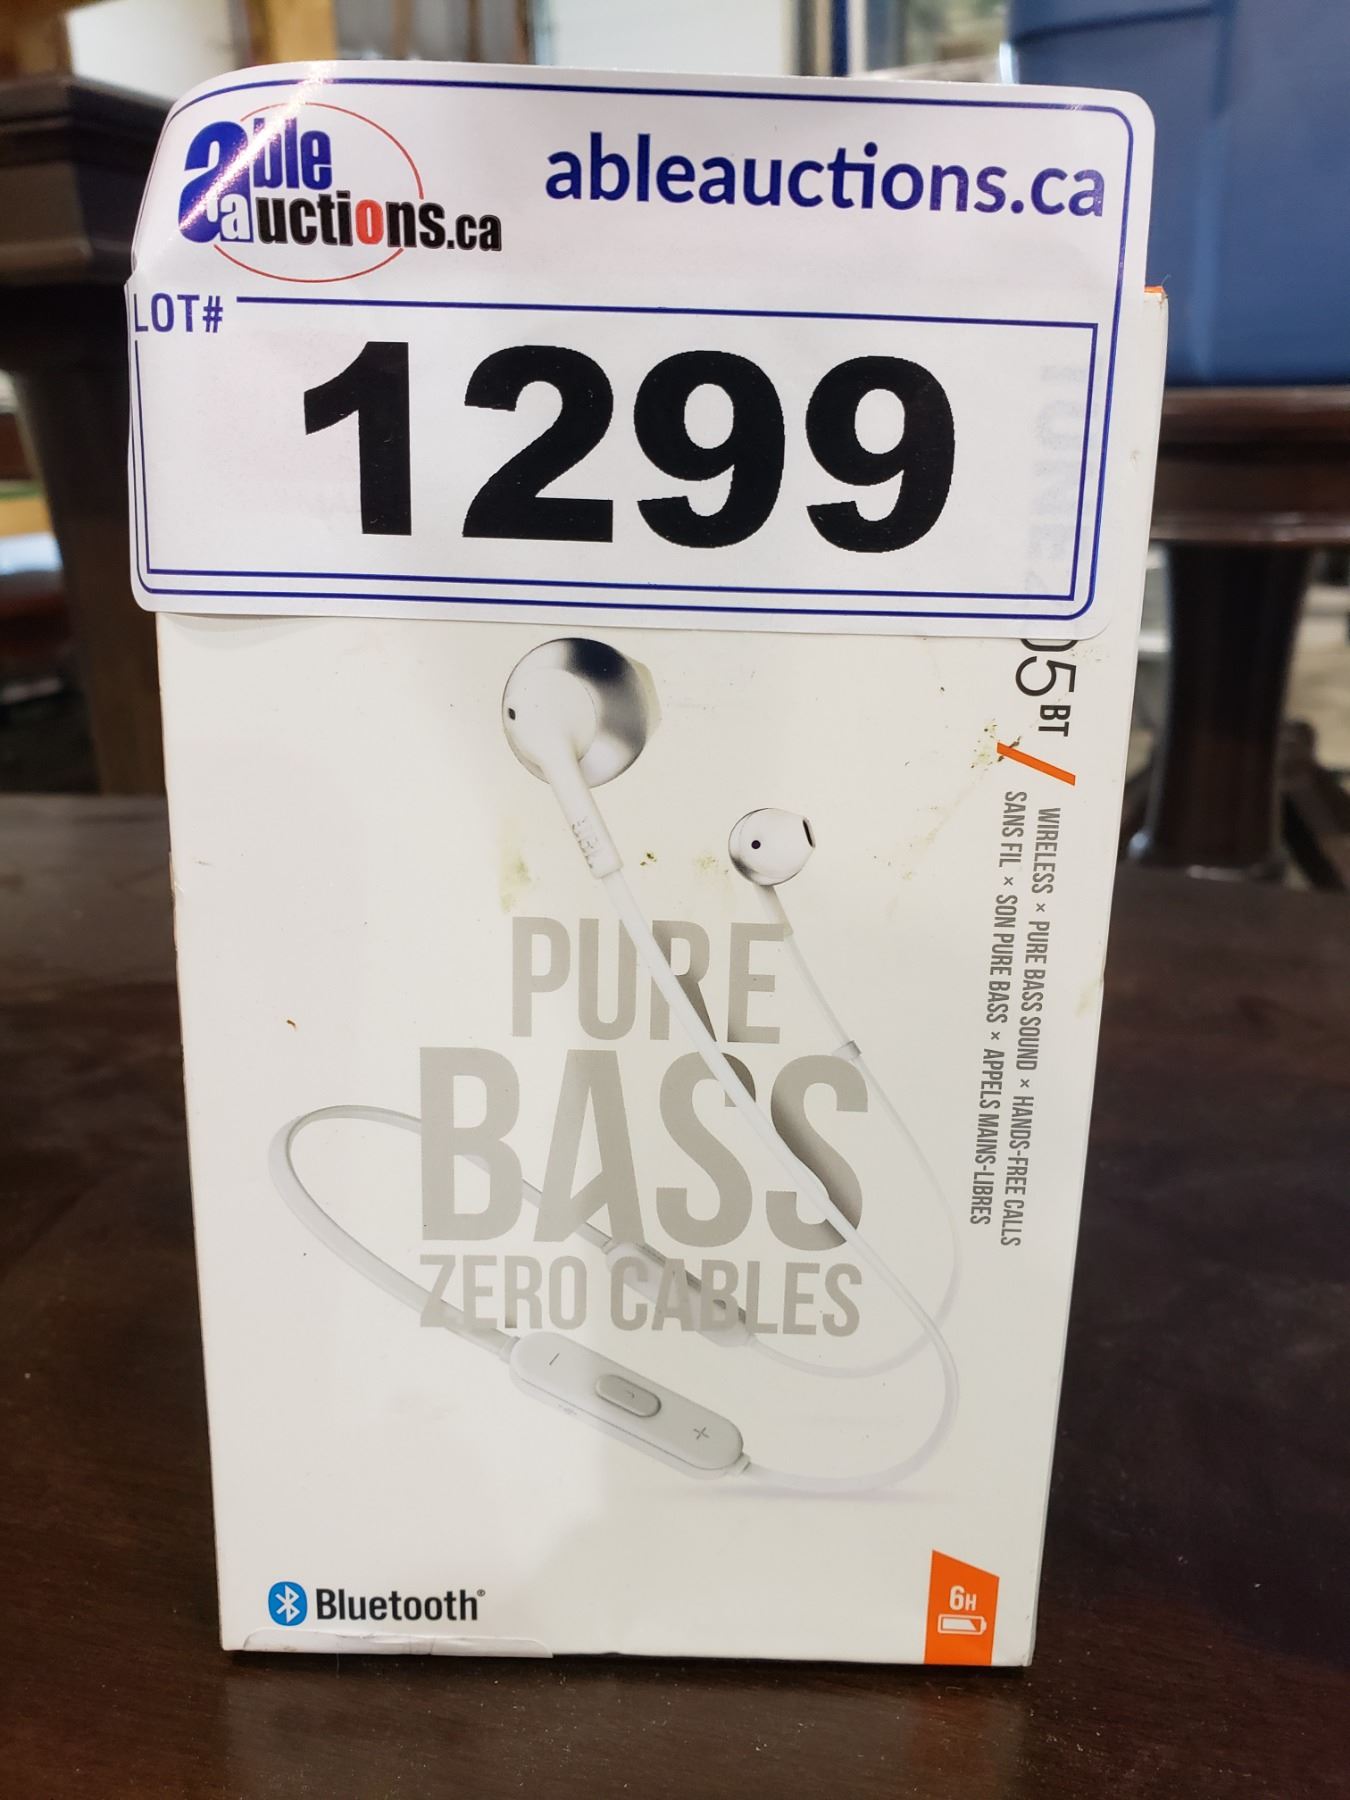 able
auctions.ca
ableauctions.ca
LOT#
1299
05BT
WIRELESS × PURE BASS SOUND × HANDS-FREE CALLS
SANS FIL × SON PURE BASS × APPELS MAINS-LIBRES
JBL
PURE
BASS
ZERO CABLES
Bluetooth®
6H